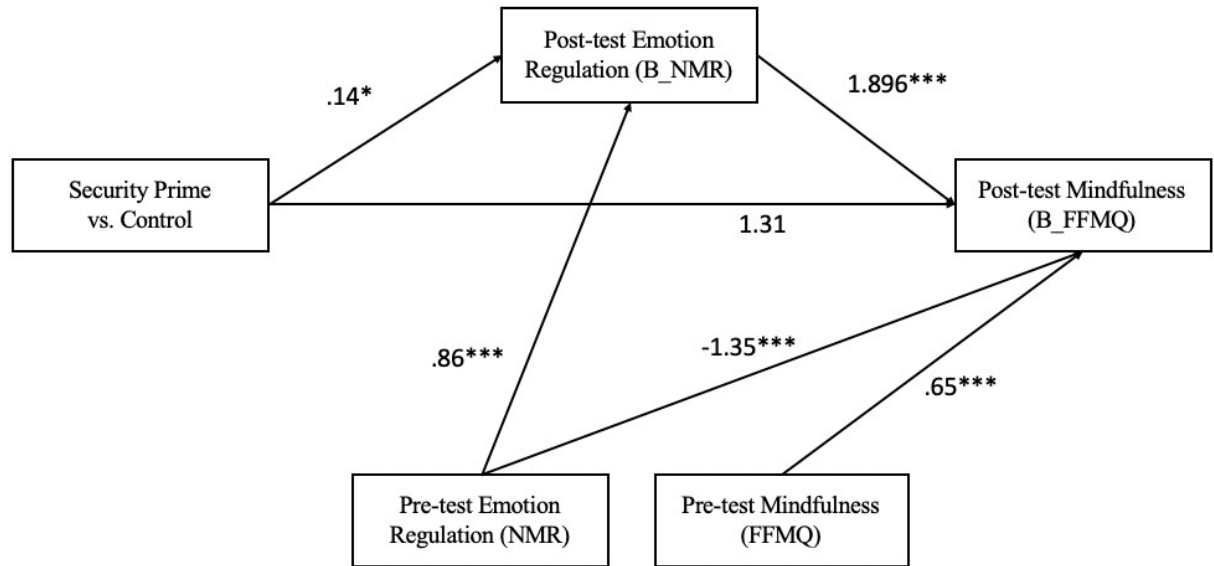 Post-test Emotion
Regulation (B_NMR)
.14*
1.896***
Security Prime
vs. Control
Post-test Mindfulness
(B_FFMQ)
1.31
-1.35***
.86***
.65***
Pre-test Emotion
Regulation (NMR)
Pre-test Mindfulness
(FFMQ)